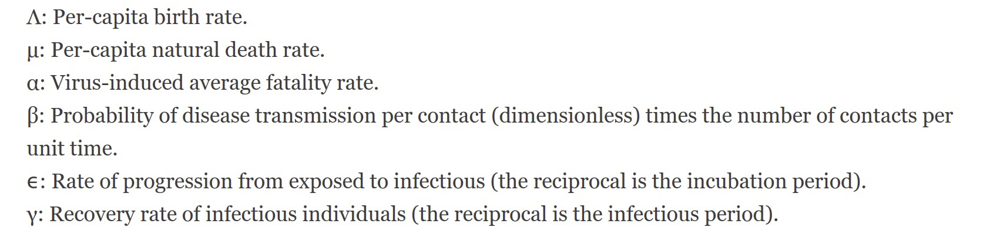 Λ: Per-capita birth rate.
μ: Per-capita natural death rate.
α: Virus-induced average fatality rate.
β: Probability of disease transmission per contact (dimensionless) times the number of contacts per
unit time.
ϵ: Rate of progression from exposed to infectious (the reciprocal is the incubation period).
γ: Recovery rate of infectious individuals (the reciprocal is the infectious period).